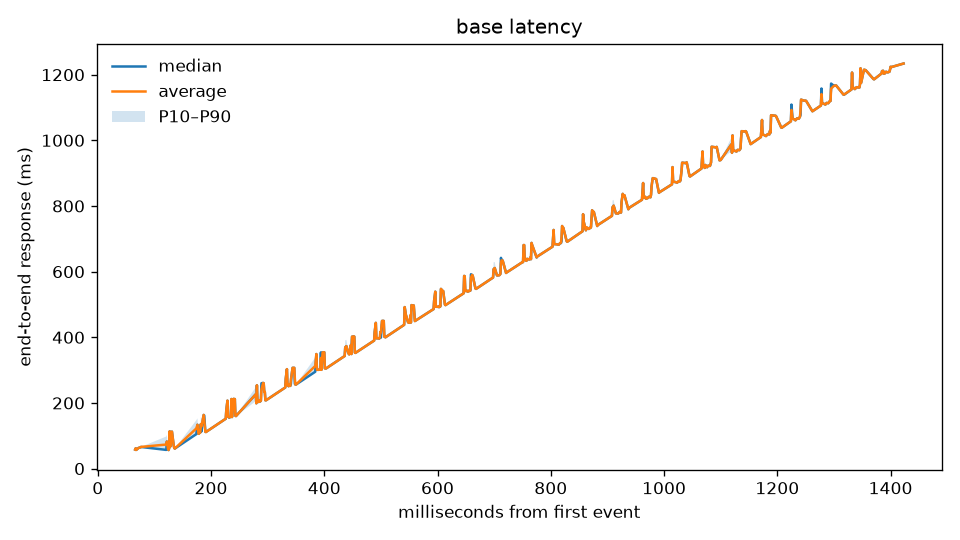 base latency
median
average
P10–P90
end-to-end response (ms)
1200
1000
800
600
400
200
0
0 200 400 600 800 1000 1200 1400
milliseconds from first event